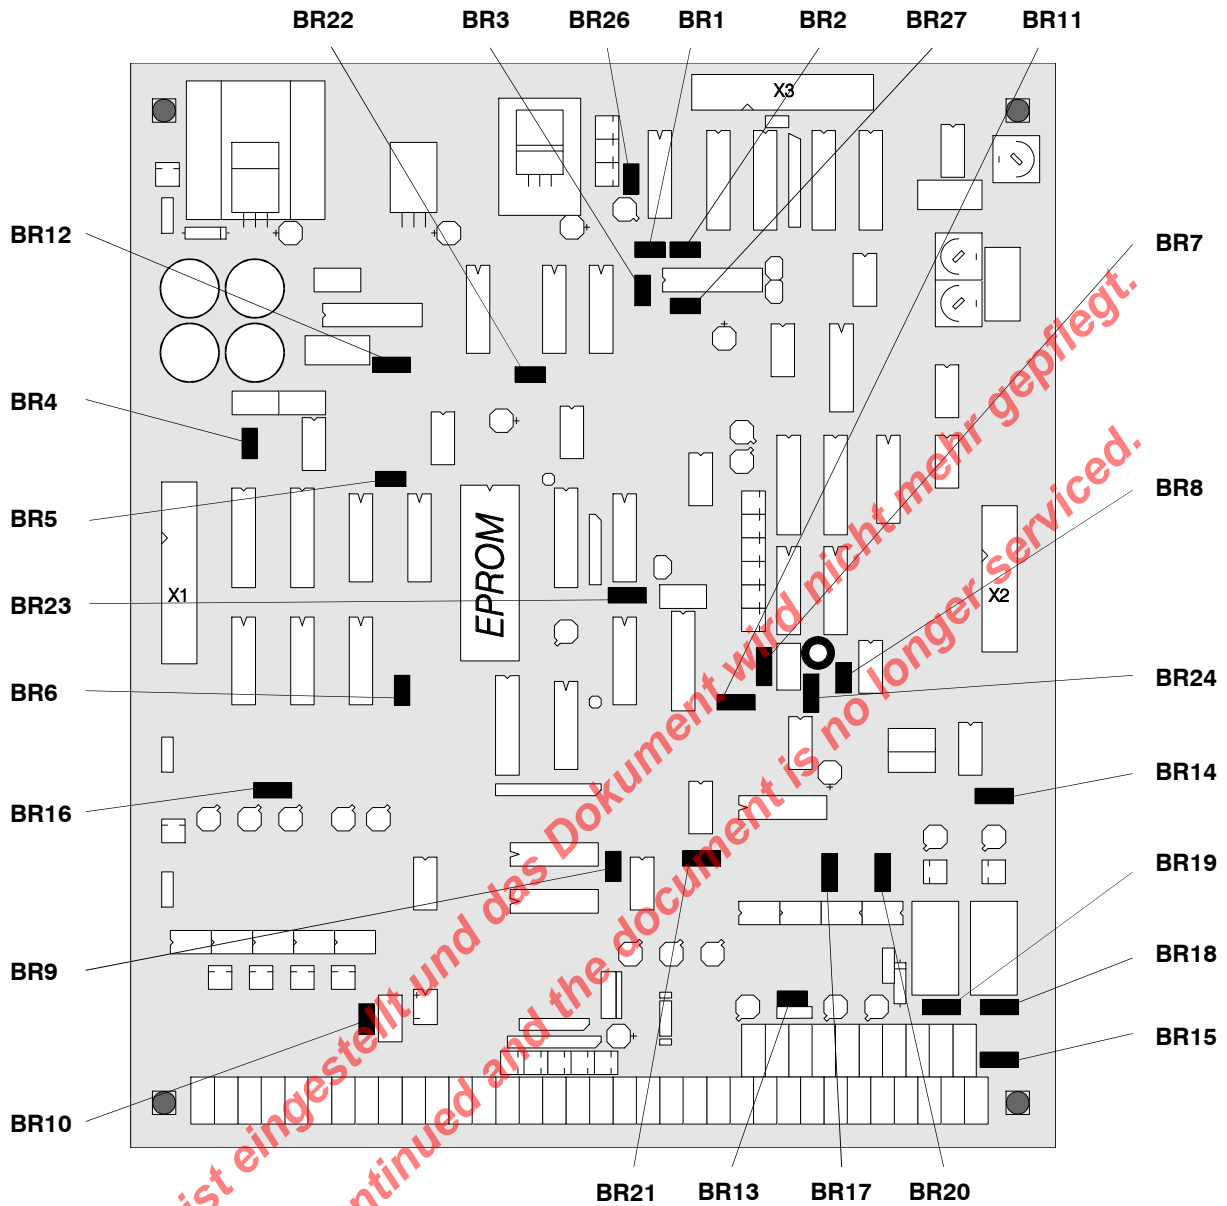 BR22 BR3 BR26 BR1 BR2 BR27 BR11
X3
BR12
BR7
BR4
BR8
BR5
EPROM
X1
X2
BR23
BR24
BR6
BR14
BR16
BR19
BR9
BR18
BR15
BR10
BR21 BR13 BR17 BR20
ist eingestellt und das Dokument wird nicht mehr gepflegt.
ntinued and the document is no longer serviced.